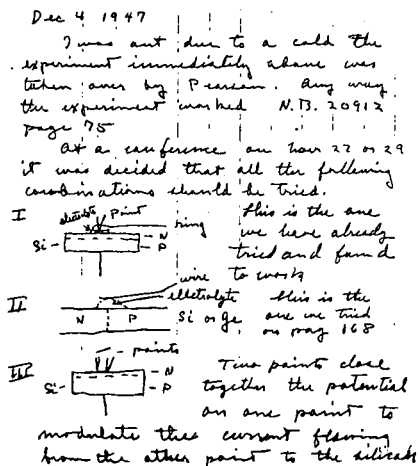 Dec 4 1947
I was out due to a cold the
experiment immediately above was
taken over by Pearson. Any way
the experiment worked N.B. 20912
page 75
At a conference on Nov 22 or 29
it was decided that all the following
combinations should be tried.
I electrolyte Point ring
Si N P
This is the one
we have already
tried and found
to work
II wire
electrolyte
N P Si or Ge
This is the
one we tried
on pag 168
III points
Si N P
Two points close
together the potential
on one point to
modulate the current flowing
from the other point to the silicon